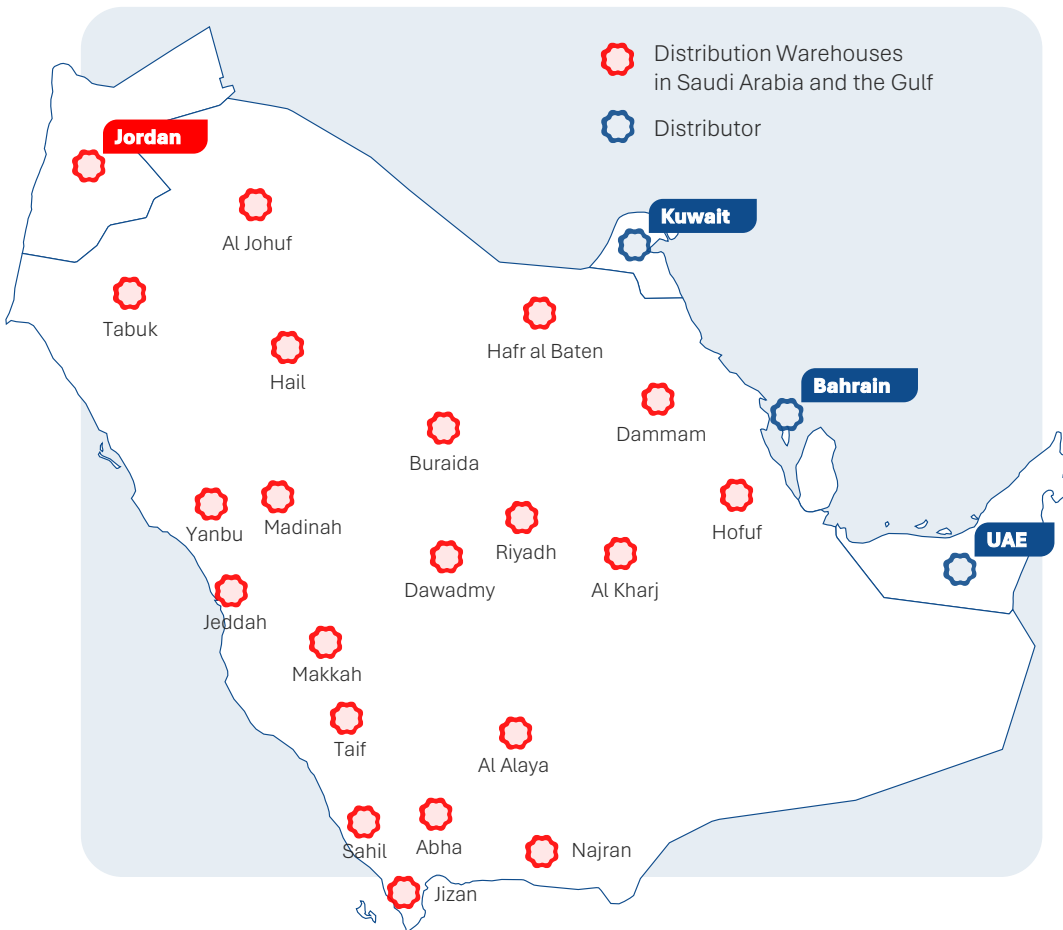 Distribution Warehouses
in Saudi Arabia and the Gulf
Distributor
Jordan
Kuwait
Al Johuf
Tabuk
Hafr al Baten
Hail
Bahrain
Dammam
Buraida
Yanbu
Madinah
Hofuf
Riyadh
UAE
Dawadmy
Al Kharj
Jeddah
Makkah
Taif
Al Alaya
Sahil
Abha
Najran
Jizan